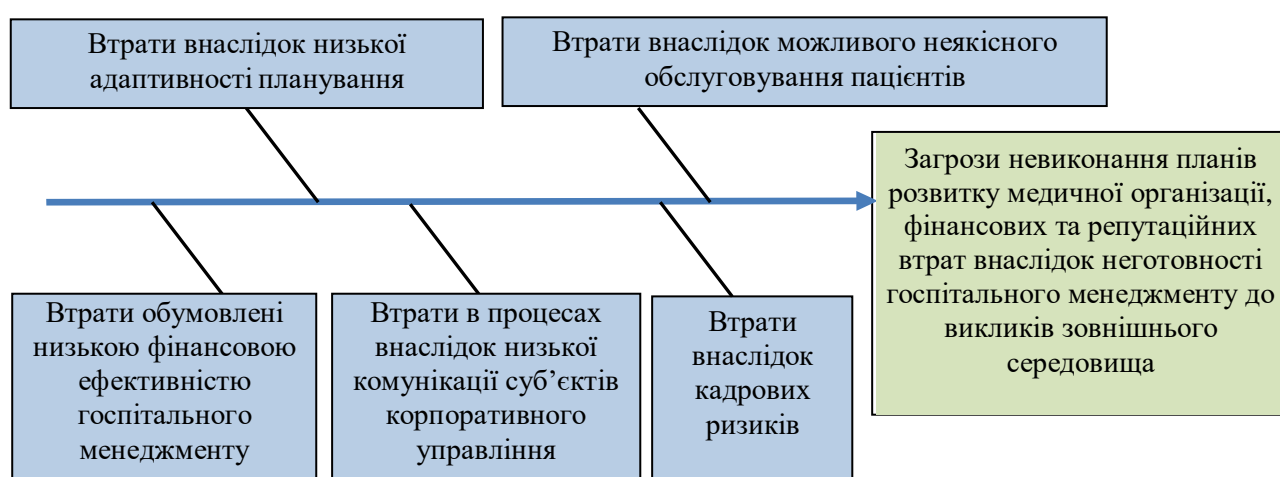 Втрати внаслідок низької
адаптивності планування
Втрати внаслідок можливого неякісного
обслуговування пацієнтів
Загрози невиконання планів
розвитку медичної організації,
фінансових та репутаційних
втрат внаслідок неготовності
госпітального менеджменту до
викликів зовнішнього
середовища
Втрати обумовлені
низькою фінансовою
ефективністю
госпітального
менеджменту
Втрати в процесах
внаслідок низької
комунікації суб’єктів
корпоративного
управління
Втрати
внаслідок
кадрових
ризиків